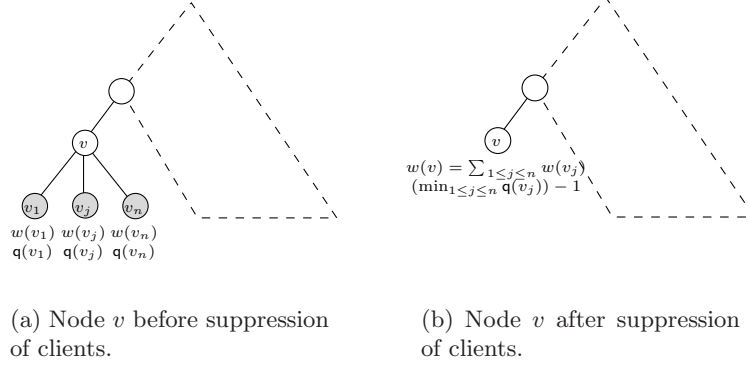 v
v₁ vⱼ vₙ
w(v₁) w(vⱼ) w(vₙ)
q(v₁) q(vⱼ) q(vₙ)
(a) Node v before suppression
of clients.
v
w(v) = ∑₁≤ⱼ≤ₙ w(vⱼ)
(min₁≤ⱼ≤ₙ q(vⱼ)) − 1
(b) Node v after suppression
of clients.